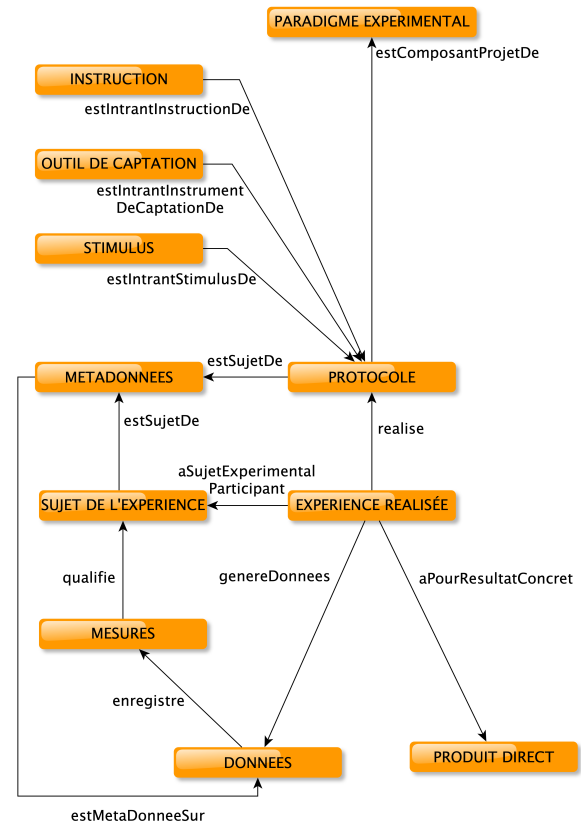 PARADIGME EXPERIMENTAL
estComposantProjetDe
INSTRUCTION
estIntrantInstructionDe
OUTIL DE CAPTATION
estIntrantInstrument
DeCaptationDe
STIMULUS
estIntrantStimulusDe
estSujetDe
METADONNEES
PROTOCOLE
estSujetDe
realise
aSujetExperimental
Participant
SUJET DE L'EXPERIENCE
EXPERIENCE REALISÉE
qualifie
genereDonnees
aPourResultatConcret
MESURES
enregistre
DONNEES
PRODUIT DIRECT
estMetaDonneeSur